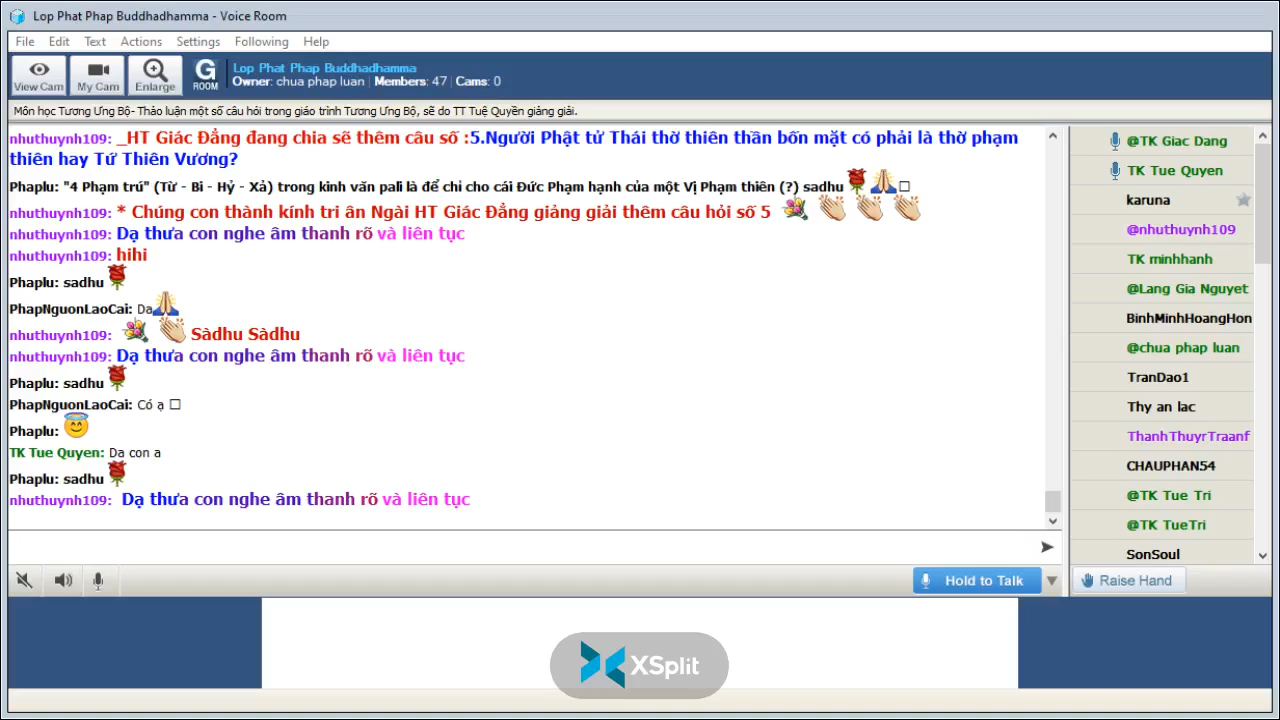 Lop Phat Phap Buddhadhamma - Voice Room
File Edit Text Actions Settings Following Help
View Cam My Cam Enlarge G ROOM
Lop Phat Phap Buddhadhamma
Owner: chua phap luan | Members: 47 | Cams: 0
Môn học Tương Ưng Bộ- Thảo luận một số câu hỏi trong giáo trình Tương Ưng Bộ, sẽ do TT Tuệ Quyền giảng giải.
nhuthuynh109: _HT Giác Đẳng đang chia sẽ thêm câu số :5.Người Phật tử Thái thờ thiên thần bốn mặt có phải là thờ phạm
thiên hay Tứ Thiên Vương?
Phaplu: "4 Phạm trú" (Từ - Bi - Hỷ - Xả) trong kinh văn pali là để chỉ cho cái Đức Phạm hạnh của một Vị Phạm thiên (?) sadhu
nhuthuynh109: * Chúng con thành kính tri ân Ngài HT Giác Đẳng giảng giải thêm câu hỏi số 5
nhuthuynh109: Dạ thưa con nghe âm thanh rõ và liên tục
nhuthuynh109: hihi
Phaplu: sadhu
PhapNguonLaoCai: Da
nhuthuynh109: Sàdhu Sàdhu
nhuthuynh109: Dạ thưa con nghe âm thanh rõ và liên tục
Phaplu: sadhu
PhapNguonLaoCai: Có ạ
Phaplu:
TK Tue Quyen: Da con a
Phaplu: sadhu
nhuthuynh109: Dạ thưa con nghe âm thanh rõ và liên tục
@TK Giac Dang
TK Tue Quyen
karuna
@nhuthuynh109
TK minhhanh
@Lang Gia Nguyet
BinhMinhHoangHon
@chua phap luan
TranDao1
Thy an lac
ThanhThuyrTraanf
CHAUPHAN54
@TK Tue Tri
@TK TueTri
SonSoul
Hold to Talk
Raise Hand
XSplit